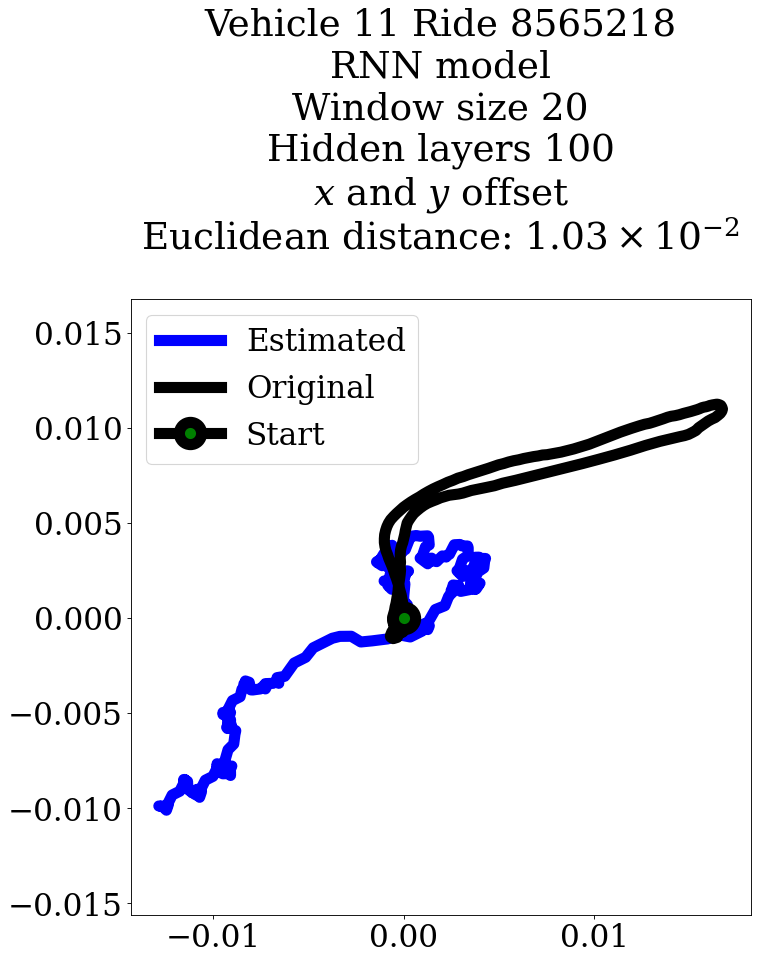 Vehicle 11 Ride 8565218
RNN model
Window size 20
Hidden layers 100
x and y offset
Euclidean distance: 1.03 × 10⁻²
Estimated
Original
Start
0.015
0.010
0.005
0.000
−0.005
−0.010
−0.015
−0.01
0.00
0.01